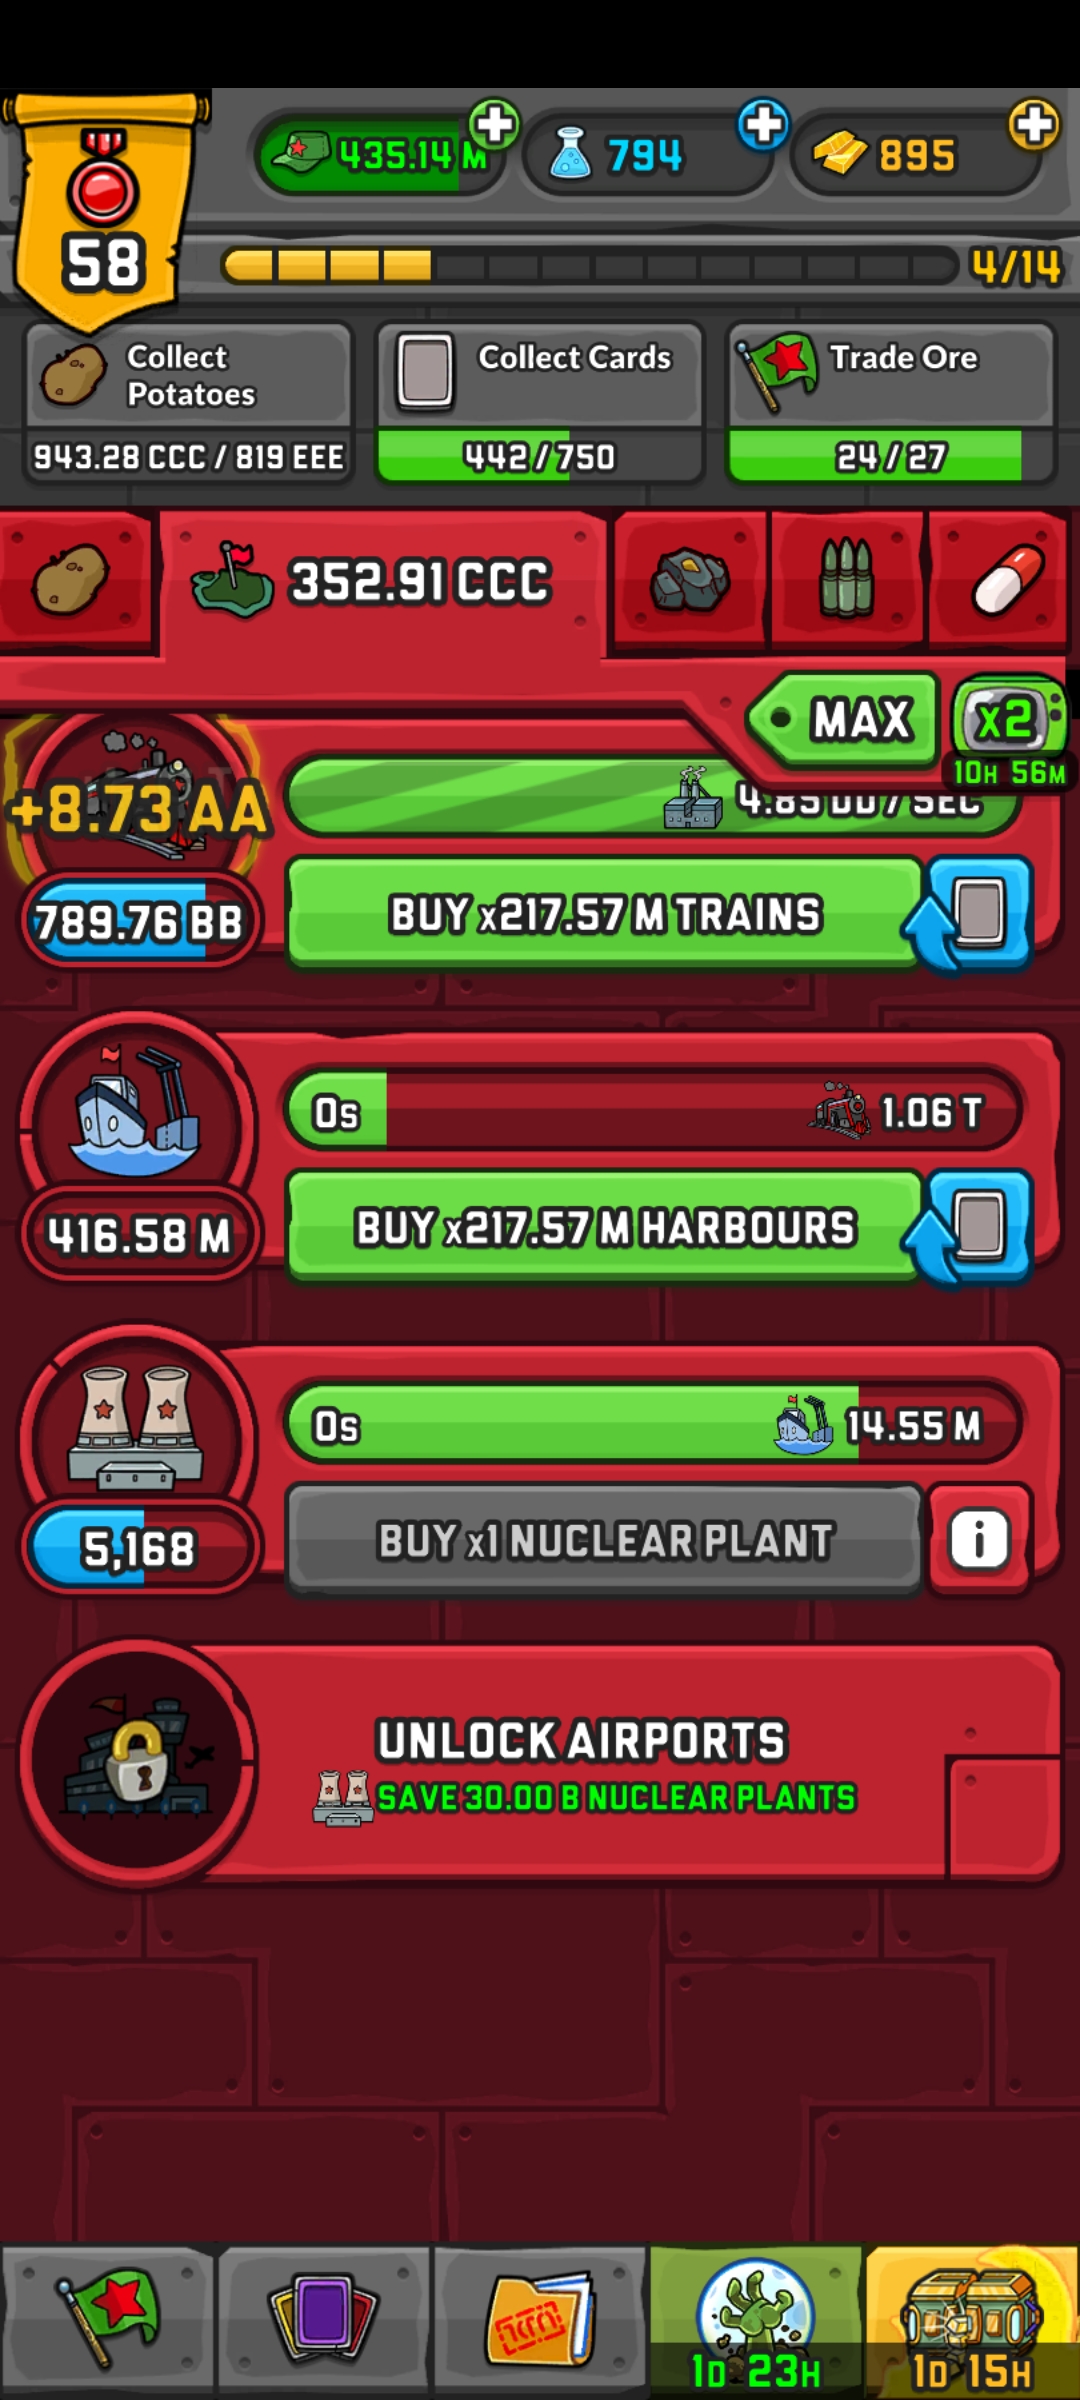 435.14 M
794
895
58
4/14
Collect
Potatoes
943.28 CCC / 819 EEE
Collect Cards
442/750
Trade Ore
24/27
352.91 CCC
MAX
x2
10H 56M
+8.73 AA
4.85 DD / SEC
789.76 BB
BUY x217.57 M TRAINS
0s
1.06 T
416.58 M
BUY x217.57 M HARBOURS
0s
14.55 M
5,168
BUY x1 NUCLEAR PLANT
i
UNLOCK AIRPORTS
SAVE 30.00 B NUCLEAR PLANTS
1D 23H
1D 15H